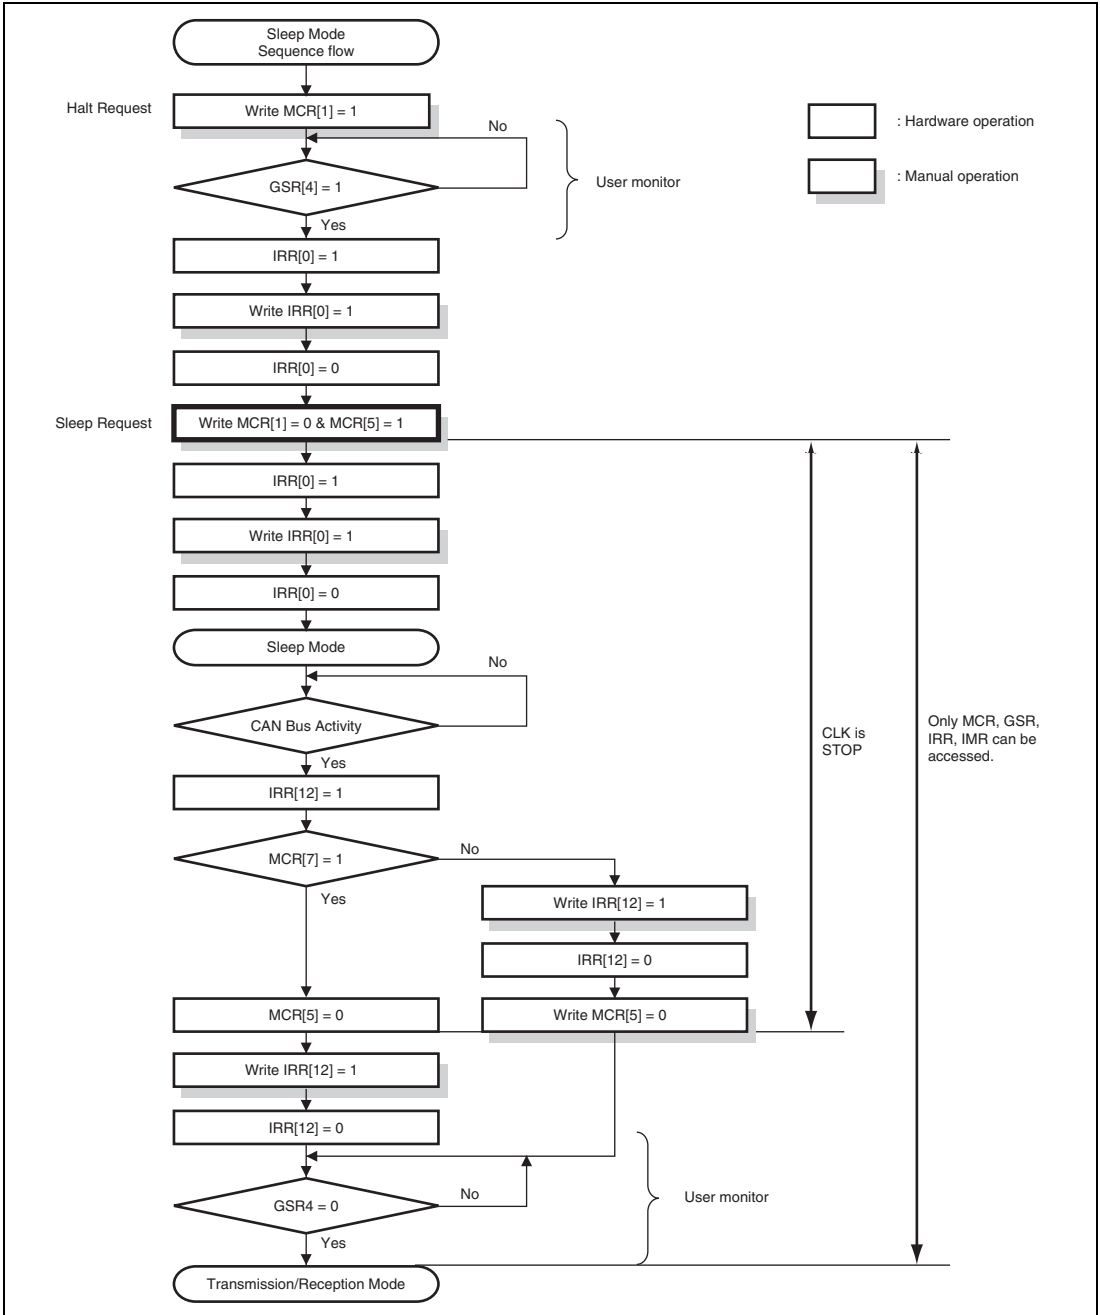 Sleep Mode
Sequence flow
Halt Request
Write MCR[1] = 1
: Hardware operation
No
GSR[4] = 1
User monitor
: Manual operation
Yes
IRR[0] = 1
Write IRR[0] = 1
IRR[0] = 0
Sleep Request
Write MCR[1] = 0 & MCR[5] = 1
IRR[0] = 1
Write IRR[0] = 1
IRR[0] = 0
Sleep Mode
No
CAN Bus Activity
Yes
CLK is
STOP
Only MCR, GSR,
IRR, IMR can be
accessed.
IRR[12] = 1
MCR[7] = 1
No
Yes
Write IRR[12] = 1
IRR[12] = 0
MCR[5] = 0
Write MCR[5] = 0
Write IRR[12] = 1
IRR[12] = 0
GSR4 = 0
No
User monitor
Yes
Transmission/Reception Mode